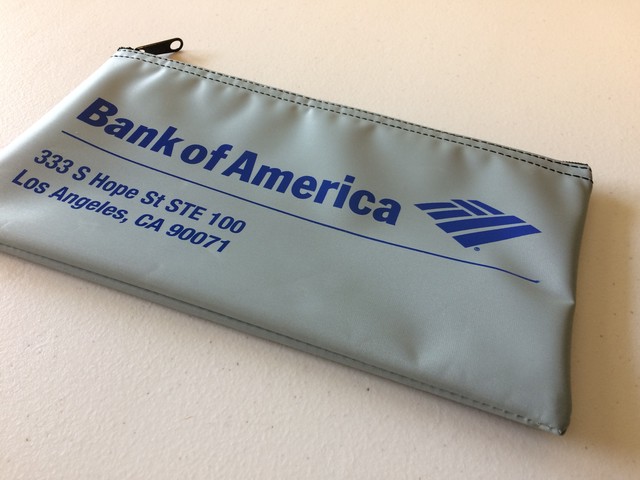 Bank of America
333 S Hope St STE 100
Los Angeles, CA 90071